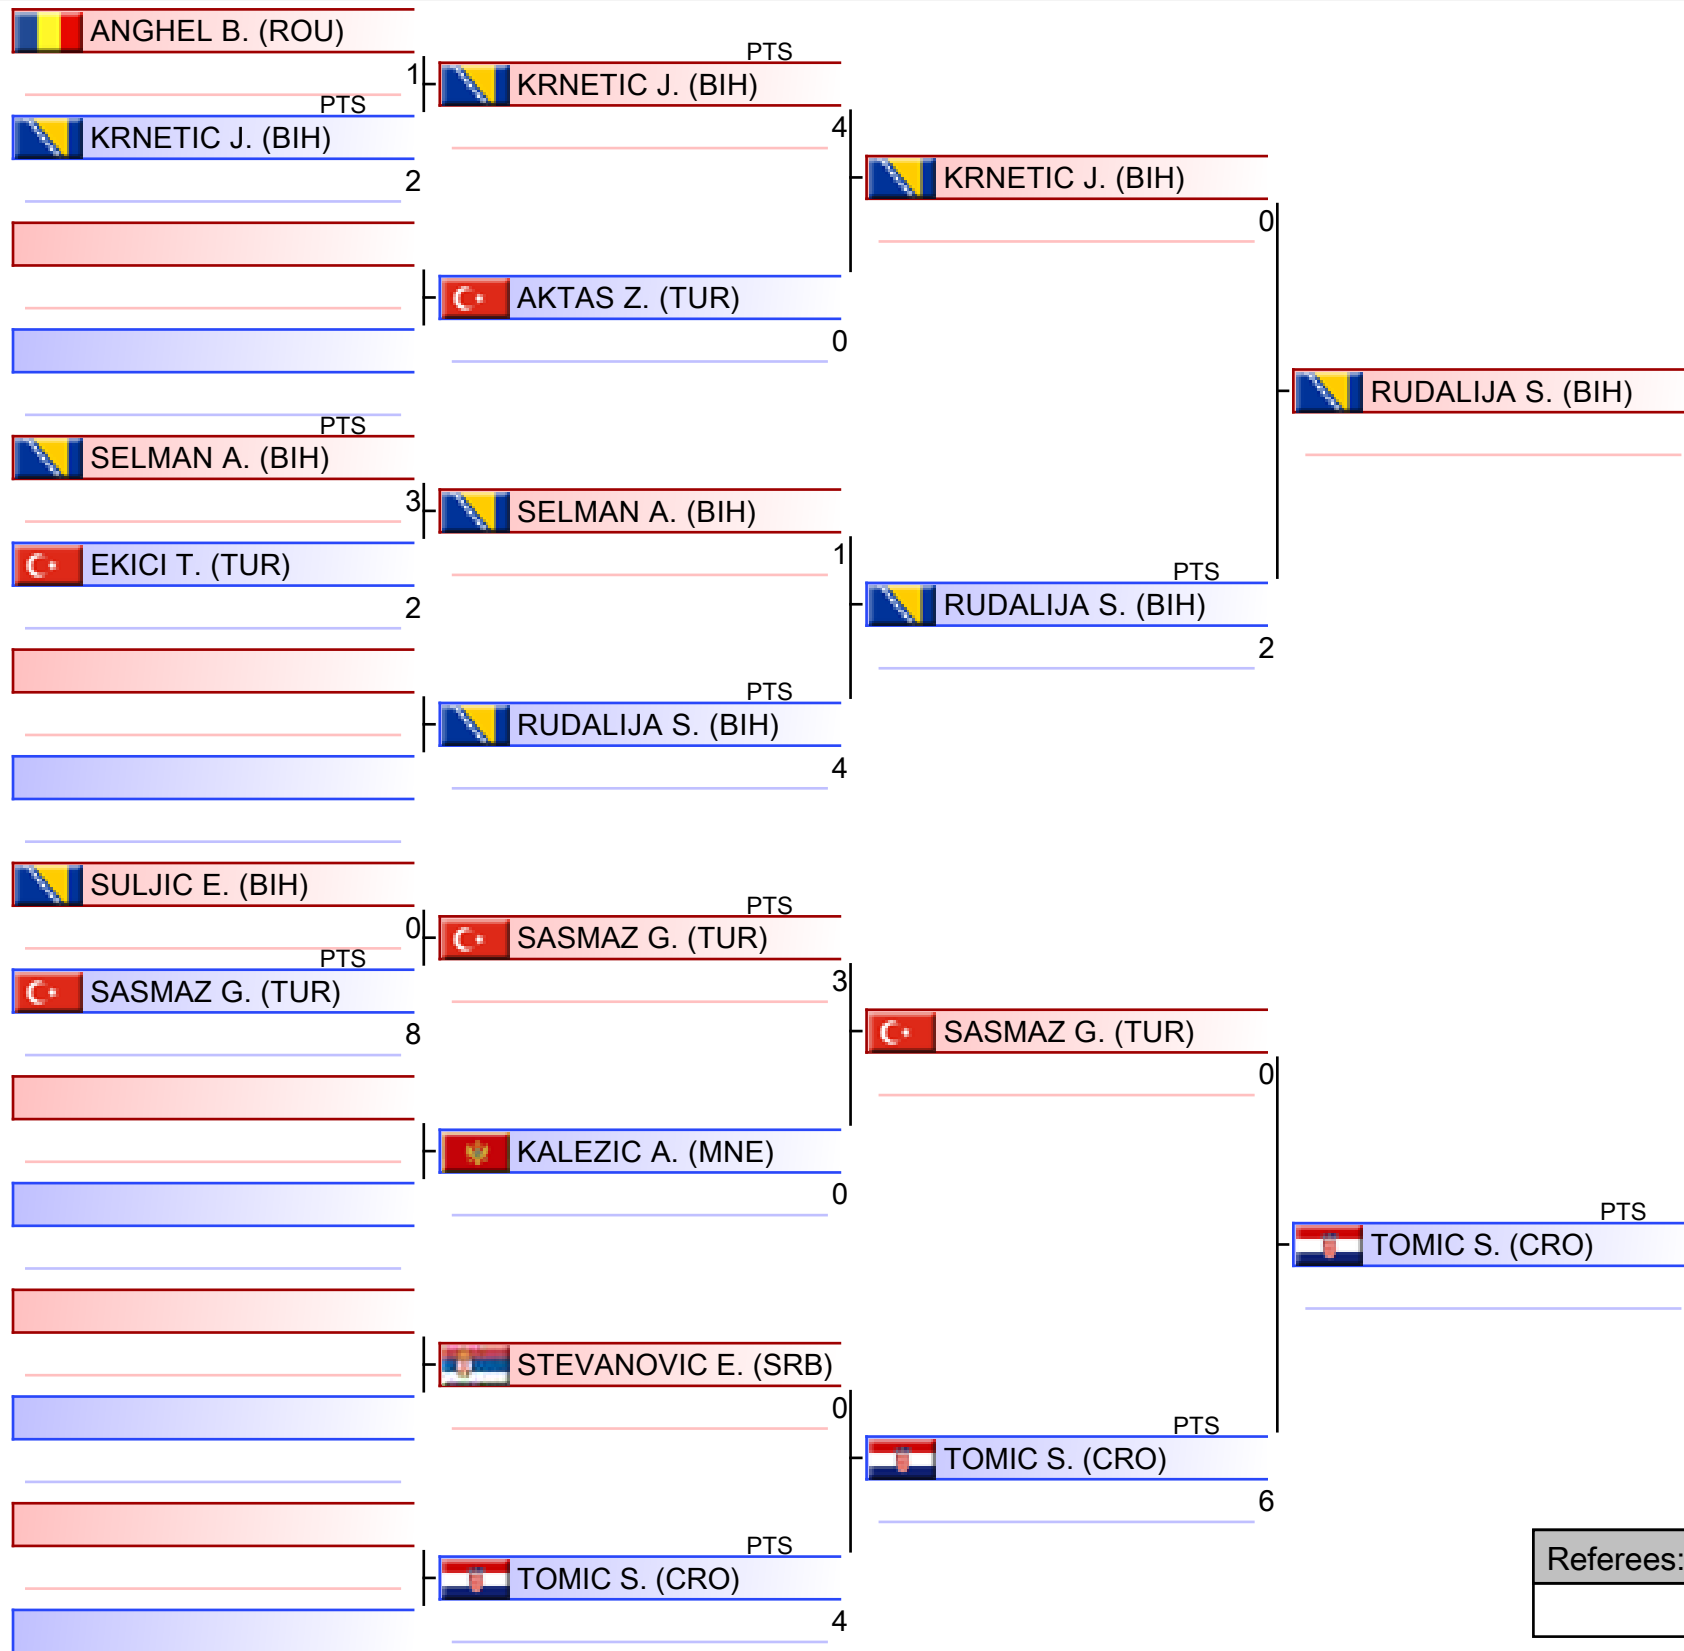 ANGHEL B. (ROU)
1
PTS
KRNETIC J. (BIH)
2
PTS
SELMAN A. (BIH)
3
EKICI T. (TUR)
2
SULJIC E. (BIH)
0
PTS
SASMAZ G. (TUR)
8
PTS
KRNETIC J. (BIH)
4
AKTAS Z. (TUR)
0
SELMAN A. (BIH)
1
PTS
RUDALIJA S. (BIH)
4
PTS
SASMAZ G. (TUR)
3
KALEZIC A. (MNE)
0
STEVANOVIC E. (SRB)
0
PTS
TOMIC S. (CRO)
4
KRNETIC J. (BIH)
0
PTS
RUDALIJA S. (BIH)
2
SASMAZ G. (TUR)
0
PTS
TOMIC S. (CRO)
6
RUDALIJA S. (BIH)
PTS
TOMIC S. (CRO)
Referees: